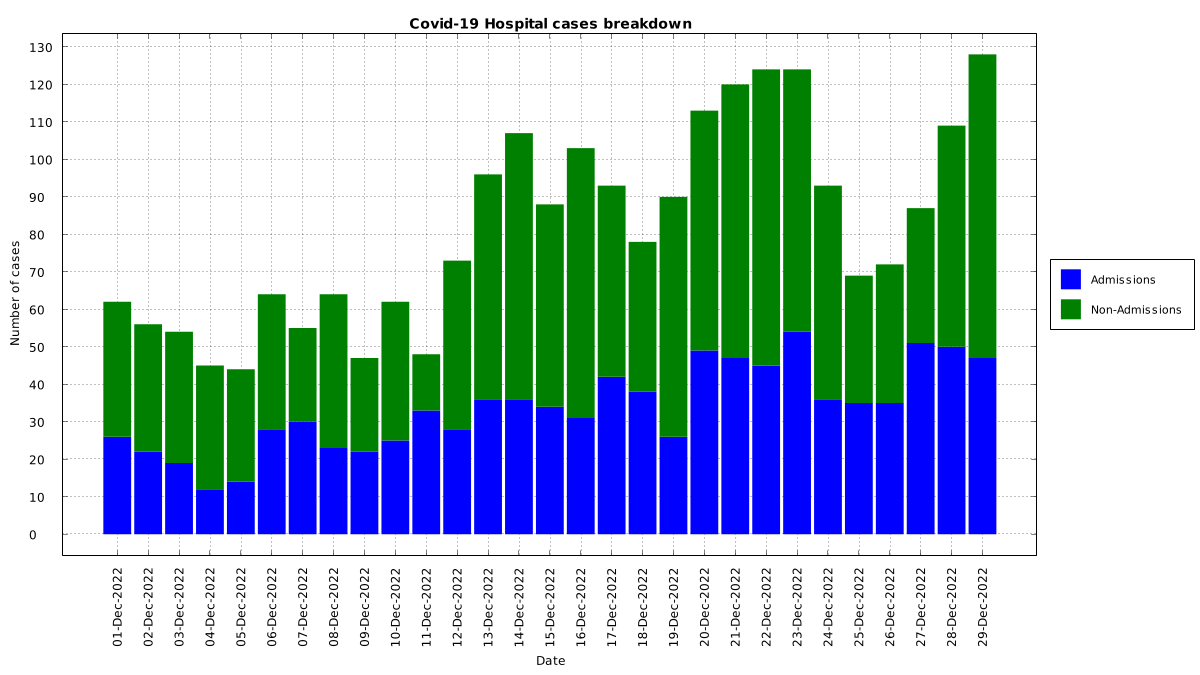 Covid-19 Hospital cases breakdown
130
120
110
100
90
80
70
60
50
40
30
20
10
0
Number of cases
01-Dec-2022
02-Dec-2022
03-Dec-2022
04-Dec-2022
05-Dec-2022
06-Dec-2022
07-Dec-2022
08-Dec-2022
09-Dec-2022
10-Dec-2022
11-Dec-2022
12-Dec-2022
13-Dec-2022
14-Dec-2022
15-Dec-2022
16-Dec-2022
17-Dec-2022
18-Dec-2022
19-Dec-2022
20-Dec-2022
21-Dec-2022
22-Dec-2022
23-Dec-2022
24-Dec-2022
25-Dec-2022
26-Dec-2022
27-Dec-2022
28-Dec-2022
29-Dec-2022
Date
Admissions
Non-Admissions